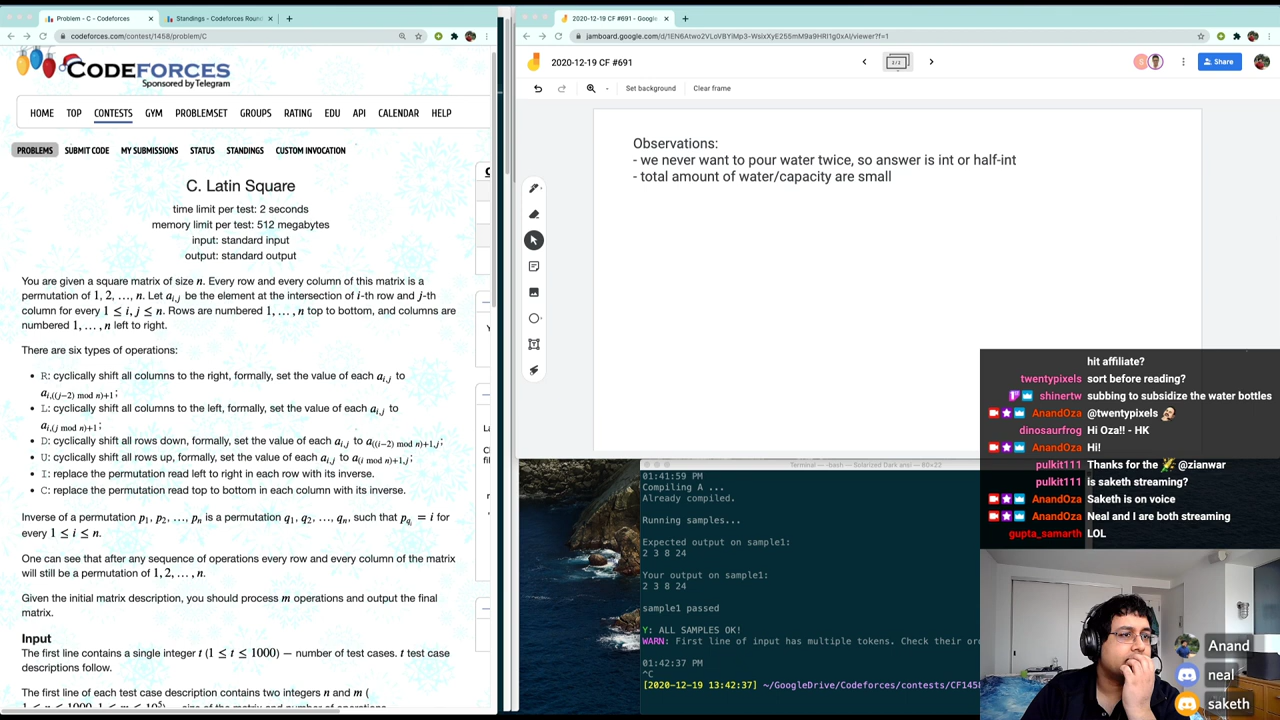 Problem - C - Codeforces
Standings - Codeforces Round
codeforces.com/contest/1458/problem/C
CODEFORCES
Sponsored by Telegram
HOME TOP CONTESTS GYM PROBLEMSET GROUPS RATING EDU API CALENDAR HELP
PROBLEMS SUBMIT CODE MY SUBMISSIONS STATUS STANDINGS CUSTOM INVOCATION
C. Latin Square
time limit per test: 2 seconds
memory limit per test: 512 megabytes
input: standard input
output: standard output
You are given a square matrix of size n. Every row and every column of this matrix is a
permutation of 1, 2, …, n. Let a_{i,j} be the element at the intersection of i-th row and j-th
column for every 1 ≤ i, j ≤ n. Rows are numbered 1, …, n top to bottom, and columns are
numbered 1, …, n left to right.
There are six types of operations:
• R: cyclically shift all columns to the right, formally, set the value of each a_{i,j} to
a_{i,((j−2) mod n)+1};
• L: cyclically shift all columns to the left, formally, set the value of each a_{i,j} to
a_{i,(j mod n)+1};
• D: cyclically shift all rows down, formally, set the value of each a_{i,j} to a_{((i−2) mod n)+1,j};
• U: cyclically shift all rows up, formally, set the value of each a_{i,j} to a_{(i mod n)+1,j};
• I: replace the permutation read left to right in each row with its inverse.
• C: replace the permutation read top to bottom in each column with its inverse.
Inverse of a permutation p_1, p_2, …, p_n is a permutation q_1, q_2, …, q_n, such that p_{q_i} = i for
every 1 ≤ i ≤ n.
One can see that after any sequence of operations every row and every column of the matrix
will still be a permutation of 1, 2, …, n.
Given the initial matrix description, you should process m operations and output the final
matrix.
Input
The first line contains a single integer t (1 ≤ t ≤ 1000) — number of test cases. t test case
descriptions follow.
The first line of each test case description contains two integers n and m (
2020-12-19 CF #691 - Google
2020-12-19 CF #691
2/2
Share
Set background Clear frame
Observations:
- we never want to pour water twice, so answer is int or half-int
- total amount of water/capacity are small
Terminal — -bash — Solarized Dark ansi — 80×22
01:41:59 PM
Compiling A ...
Already compiled.
Running samples...
Expected output on sample1:
2 3 8 24
Your output on sample1:
2 3 8 24
sample1 passed
Y: ALL SAMPLES OK!
WARN: First line of input has multiple tokens. Check their
01:42:37 PM
^C
[2020-12-19 13:42:37] ~/GoogleDrive/Codeforces/contests/CF145
hit affiliate?
twentypixels sort before reading?
shinertw subbing to subsidize the water bottles
AnandOza @twentypixels
dinosaurfrog Hi Oza!! - HK
AnandOza Hi!
pulkit111 Thanks for the @zianwar
pulkit111 is saketh streaming?
AnandOza Saketh is on voice
AnandOza Neal and I are both streaming
gupta_samarth LOL
Anand
neal
saketh